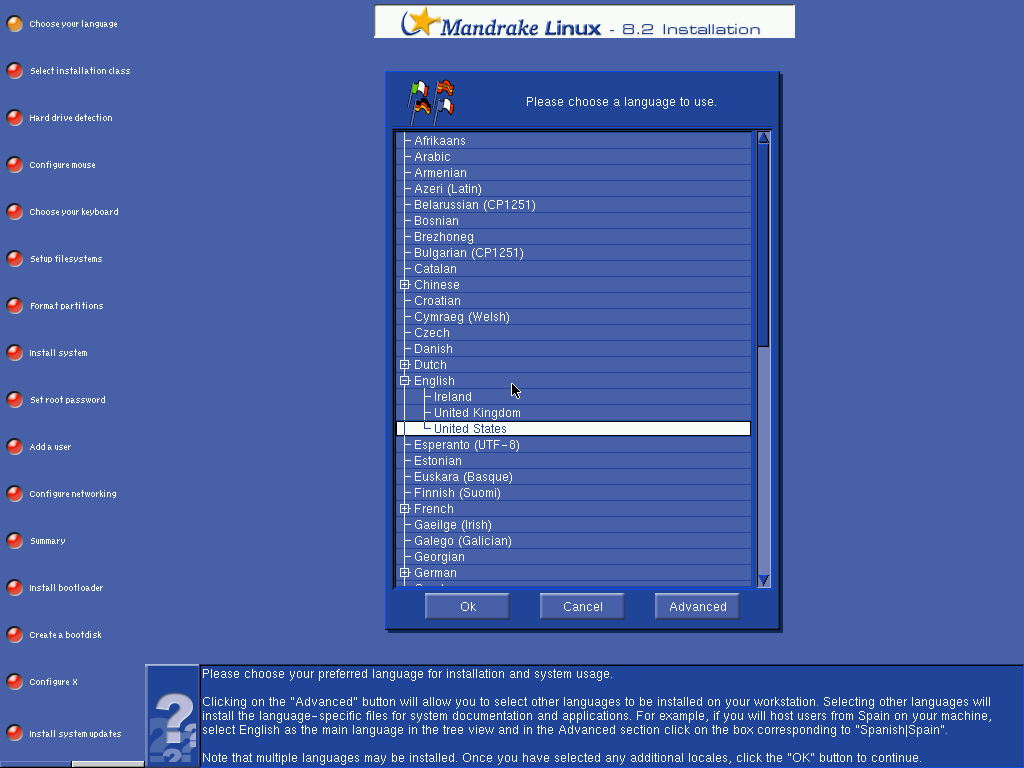 Mandrake Linux - 8.2 Installation
Choose your language
Select installation class
Hard drive detection
Configure mouse
Choose your keyboard
Setup filesystems
Format partitions
Install system
Set root password
Add a user
Configure networking
Summary
Install bootloader
Create a bootdisk
Configure X
Install system updates
Please choose a language to use.
Afrikaans
Arabic
Armenian
Azeri (Latin)
Belarussian (CP1251)
Bosnian
Brezhoneg
Bulgarian (CP1251)
Catalan
Chinese
Croatian
Cymraeg (Welsh)
Czech
Danish
Dutch
English
Ireland
United Kingdom
United States
Esperanto (UTF-8)
Estonian
Euskara (Basque)
Finnish (Suomi)
French
Gaeilge (Irish)
Galego (Galician)
Georgian
German
Ok Cancel Advanced
Please choose your preferred language for installation and system usage.
Clicking on the "Advanced" button will allow you to select other languages to be installed on your workstation. Selecting other languages will
install the language-specific files for system documentation and applications. For example, if you will host users from Spain on your machine,
select English as the main language in the tree view and in the Advanced section click on the box corresponding to "Spanish|Spain".
Note that multiple languages may be installed. Once you have selected any additional locales, click the "OK" button to continue.